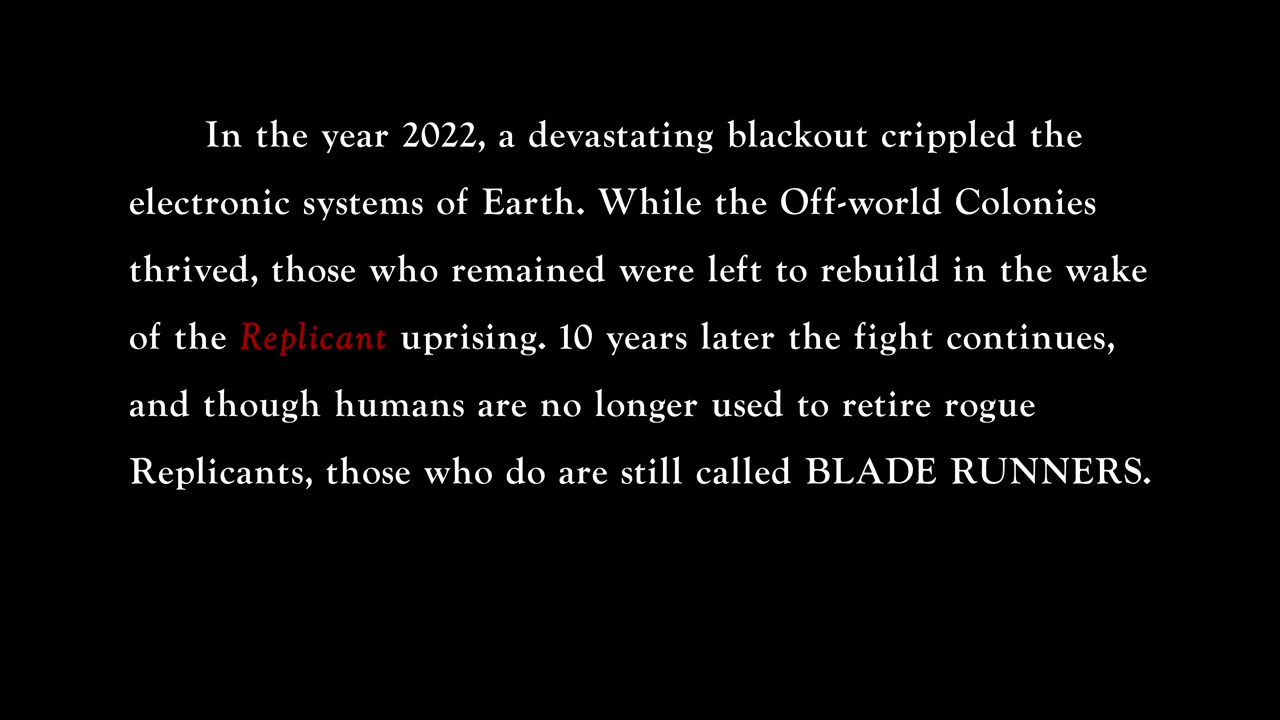 In the year 2022, a devastating blackout crippled the
electronic systems of Earth. While the Off-world Colonies
thrived, those who remained were left to rebuild in the wake
of the Replicant uprising. 10 years later the fight continues,
and though humans are no longer used to retire rogue
Replicants, those who do are still called BLADE RUNNERS.